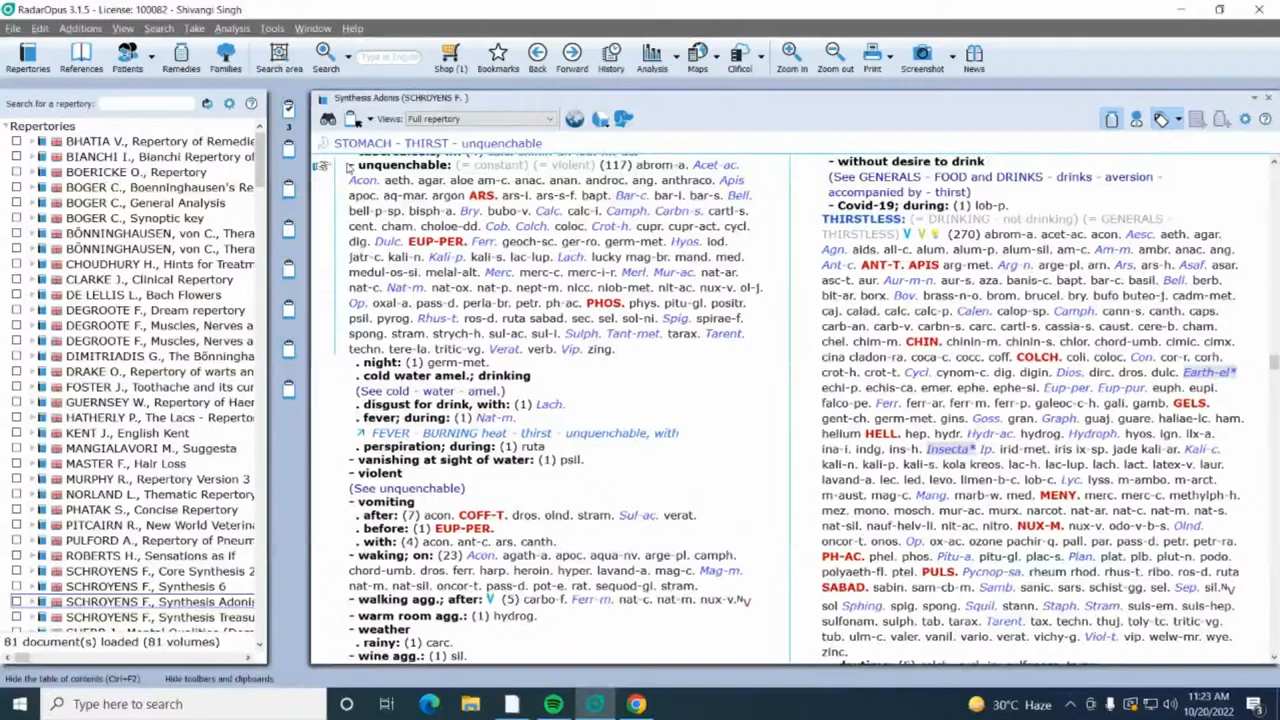 RadarOpus 3.1.5 - License: 100082 - Shivangi Singh
File Edit Additions View Search Take Analysis Tools Window Help
Repertories References Patients Remedies Families Search area Search Shop (1) Bookmarks Back Forward History Analysis Maps Clificol Zoom in Zoom out Print Screenshot News
Search for a repertory:
Repertories
BHATIA V., Repertory of Remedie
BIANCHI I., Bianchi Repertory of
BOERICKE O., Repertory
BOGER C., Boenninghausen's Re
BOGER C., General Analysis
BOGER C., Synoptic key
BÖNNINGHAUSEN, von C., Thera
BÖNNINGHAUSEN, von C., Thera
CHOUDHURY H., Hints for Treatm
CLARKE J., Clinical Repertory
DE LELLIS L., Bach Flowers
DEGROOTE F., Dream repertory
DEGROOTE F., Muscles, Nerves a
DEGROOTE F., Muscles, Nerves a
DIMITRIADIS G., The Bönningha
DRAKE O., Repertory of warts an
FOSTER J., Toothache and its cu
GUERNSEY W., Repertory of Hae
HATHERLY P., The Lacs - Reperto
KENT J., English Kent
MANGIALAVORI M., Suggesta
MASTER F., Hair Loss
MURPHY R., Repertory Version 3
NORLAND L., Thematic Repertory
PHATAK S., Concise Repertory
PITCAIRN R., New World Veterin
PULFORD A., Repertory of Pneum
ROBERTS H., Sensations as If
SCHROYENS F., Core Synthesis 2
SCHROYENS F., Synthesis 6
SCHROYENS F., Synthesis Adonis
SCHROYENS F., Synthesis Treasu
81 document(s) loaded (81 volumes)
3
Synthesis Adonis (SCHROYENS F. )
Views: Full repertory
STOMACH - THIRST - unquenchable
unquenchable: (= constant) (= violent) (117) abrom-a. Acet-ac.
Acon. aeth. agar. aloe am-c. anac. anan. androc. ang. anthraco. Apis
apoc. aq-mar. argon ARS. ars-i. ars-s-f. bapt. Bar-c. bar-i. bar-s. Bell.
bell-p-sp. bisph-a. Bry. bubo-v. Calc. calc-i. Camph. Carbn-s. cartl-s.
cent. cham. choloe-dd. Cob. Colch. coloc. Crot-h. cupr. cupr-act. cycl.
dig. Dulc. EUP-PER. Ferr. geoch-sc. ger-ro. germ-met. Hyos. Iod.
jatr-c. kali-n. Kali-p. kali-s. lac-lup. Lach. lucky mag-br. mand. med.
medul-os-si. melal-alt. Merc. merc-c. merc-i-r. Merl. Mur-ac. nat-ar.
nat-c. Nat-m. nat-ox. nat-p. nept-m. nicc. niob-met. nit-ac. nux-v. ol-j.
Op. oxal-a. pass-d. perla-br. petr. ph-ac. PHOS. phys. pitu-gl. positr.
psil. pyrog. Rhus-t. ros-d. ruta sabad. sec. sel. sol-ni. Spig. spirae-f.
spong. stram. strych-h. sul-ac. sul-i. Sulph. Tant-met. tarax. Tarent.
techn. tere-la. tritic-vg. Verat. verb. Vip. zing.
. night: (1) germ-met.
. cold water amel.; drinking
(See cold - water - amel.)
. disgust for drink, with: (1) Lach.
. fever; during: (1) Nat-m.
FEVER - BURNING heat - thirst - unquenchable, with
. perspiration; during: (1) ruta
- vanishing at sight of water: (1) psil.
- violent
(See unquenchable)
- vomiting
. after: (7) acon. COFF-T. dros. olnd. stram. Sul-ac. verat.
. before: (1) EUP-PER.
. with: (4) acon. ant-c. ars. canth.
- waking; on: (23) Acon. agath-a. apoc. aqua-nv. arge-pl. camph.
chord-umb. dros. ferr. harp. heroin. hyper. lavand-a. mag-c. Mag-m.
nat-m. nat-sil. oncor-t. pass-d. pot-e. rat. sequod-gi. stram.
- walking agg.; after: (5) carbo-f. Ferr-m. nat-c. nat-m. nux-v.
- warm room agg.: (1) hydrog.
- weather
. rainy: (1) carc.
- wine agg.: (1) sil.
- without desire to drink
(See GENERALS - FOOD and DRINKS - drinks - aversion -
accompanied by - thirst)
- Covid-19; during: (1) lob-p.
THIRSTLESS: (= DRINKING - not drinking) (= GENERALS -
THIRSTLESS) (270) abrom-a. acet-ac. acon. Aesc. aeth. agar.
Agn. aids. all-c. alum. alum-p. alum-sil. am-c. Am-m. ambr. anac. ang.
Ant-c. ANT-T. APIS arg-met. Arg-n. arge-pl. arn. Ars. ars-h. Asaf. asar.
asc-t. aur. Aur-m-n. aur-s. aza. banis-c. bapt. bar-c. basil. Bell. berb.
bit-ar. borx. Bov. brass-n-o. brom. brucel. bry. bufo buteo-j. cadm-met.
caj. calad. calc. calc-p. Calen. calop-sp. Camph. cann-s. canth. caps.
carb-an. carb-v. carbn-s. carc. cartl-s. cassia-s. caust. cere-b. cham.
chel. chim-r. CHIN. chinin-m. chinin-s. chlor. chord-umb. cimic. cimx.
cina cladon-ra. coca-c. cocc. coff. COLCH. coli. coloc. Con. cor-r. corh.
crot-h. crot-t. Cycl. cynom-c. dig. digin. Dios. dirc. dros. dulc. Earth-el*
echi-p. echis-ca. emer. ephe. ephe-si. Eup-per. Eup-pur. euph. eupi.
falco-pe. Ferr. ferr-ar. ferr-m. ferr-p. galeoc-c-h. gali. gamb. GELS.
gent-ch. germ-met. gins. Goss. gran. Graph. guaj. guare. haliae-lc. ham.
helium HELL. hep. hydr. Hydr-ac. hydrog. Hydroph. hyos. ign. ilx-a.
ina-i. indg. ins-h. Insecta* Ip. irid-met. iris ix-sp. jade kali-ar. Kali-c.
kali-n. kali-p. kali-s. kola kreos. lac-h. lac-lup. lach. lact. latex-v. laur.
lavand-a. lec. led. levo. limen-b-c. lob-c. Lyc. lyss. m-ambo. m-arct.
m-aust. mag-c. Mang. marb-w. med. MENY. merc. merc-c. methylph-h.
mez. mono. mosch. mur-ac. murx. narcot. nat-ar. nat-c. nat-m. nat-s.
nat-sil. nauf-helv-li. nit-ac. nitro. NUX-M. nux-v. odo-v-b-s. Olnd.
oncor-t. onos. Op. ox-ac. ozone pachir-q. pall. par. pass-d. petr. petr-ra.
PH-AC. phel. phos. Pitu-a. pitu-gl. plac-s. Plan. plat. plb. plut-n. podo.
polyaeth-fl. ptel. PULS. Pycnop-sa. rheum rhod. rhus-t. ribo. ros-d. ruta
SABAD. sabin. sam-cb-m. Samb. sanic. sars. schist-gg. sel. Sep. sil.
sol Sphing. spig. spong. Squil. stann. Staph. Stram. suis-em. suis-hep.
sulfonam. sulph. tab. tarax. Tarent. tax. techn. thuj. toly-tc. tritic-vg.
tub. ulm-c. valer. vanil. vario. verat. vichy-g. Viol-t. vip. welw-mr. wye.
zinc.
Hide the table of contents (Ctrl+F2) Hide toolbars and clipboards
Type here to search
30°C Haze
11:23 AM
10/20/2022
3